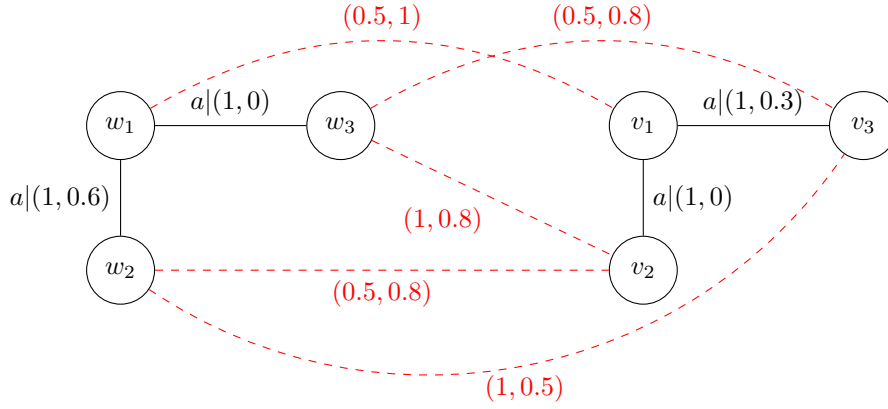 (0.5, 1)
(0.5, 0.8)
a|(1, 0)
a|(1, 0.3)
w₁
w₃
v₁
v₃
a|(1, 0.6)
a|(1, 0)
(1, 0.8)
w₂
v₂
(0.5, 0.8)
(1, 0.5)